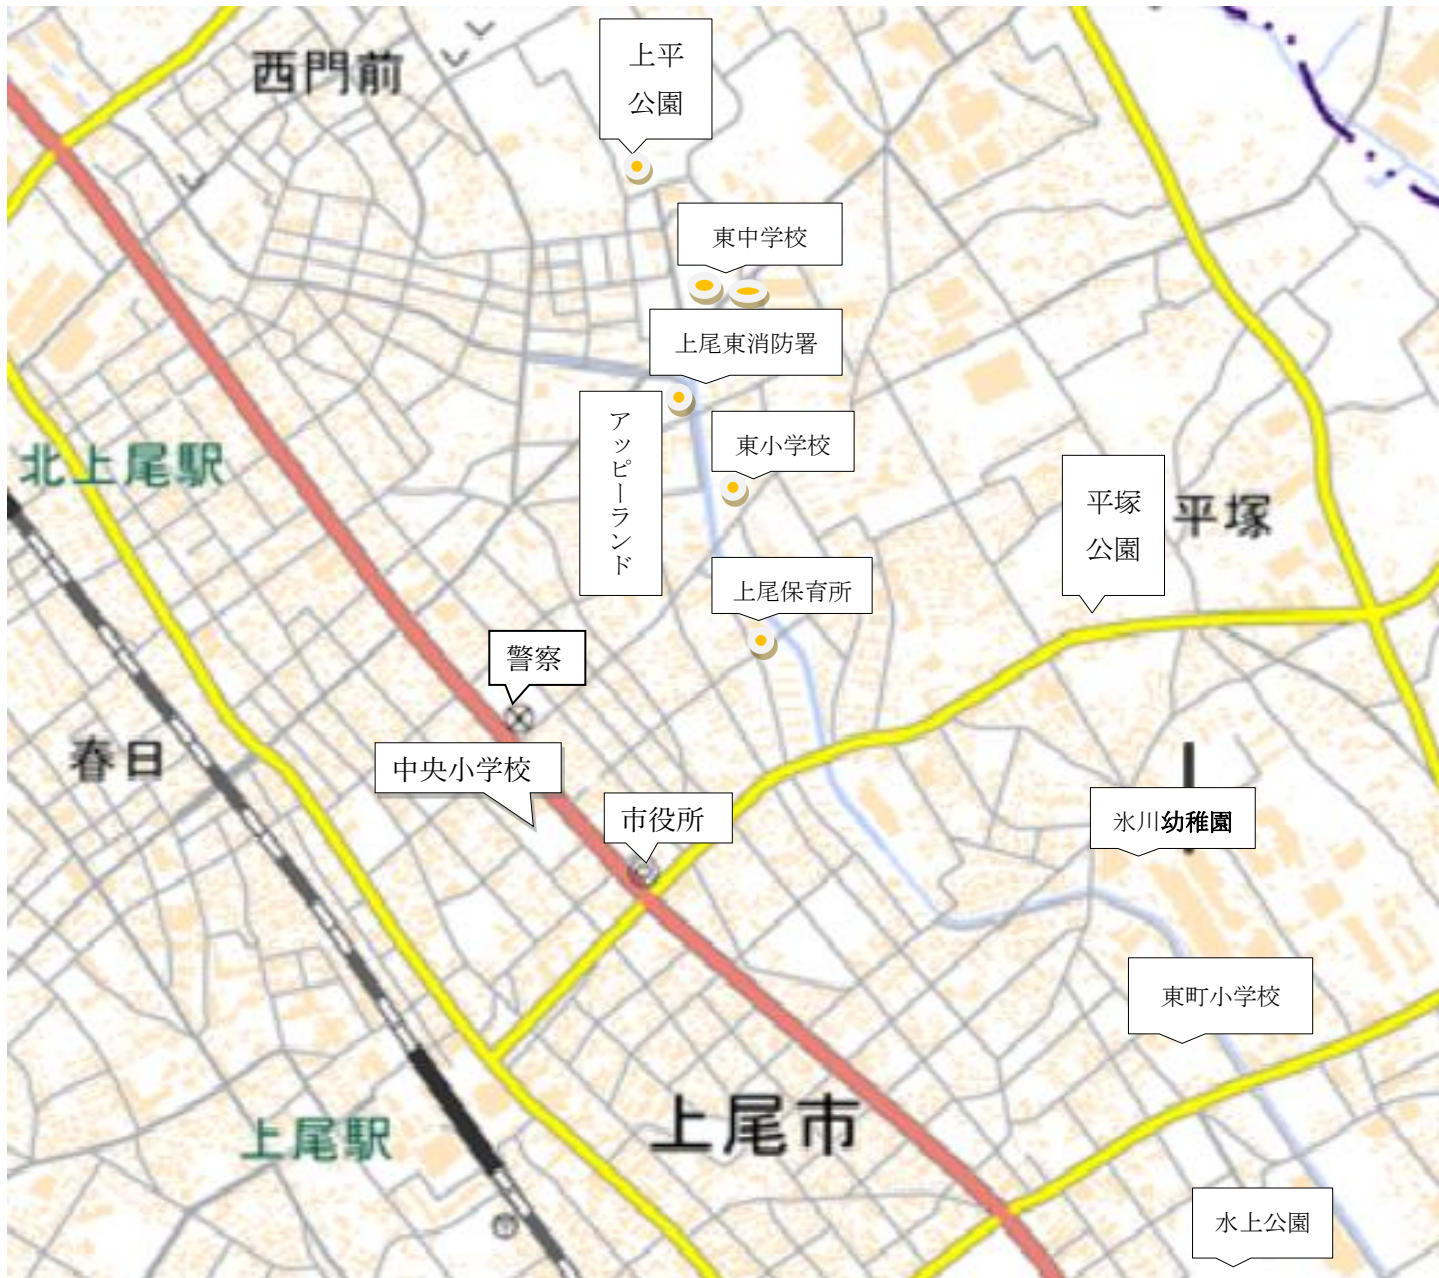 西門前
上平
公園
東中学校
上尾東消防署
アッピーランド
東小学校
北上尾駅
平塚
公園
平塚
上尾保育所
警察
春日
中央小学校
市役所
氷川幼稚園
東町小学校
上尾市
上尾駅
水上公園